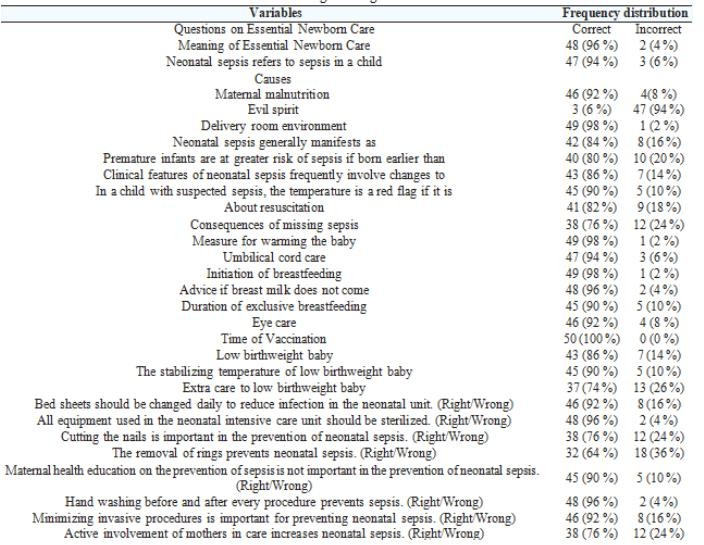 Variables Frequency distribution
Questions on Essential Newborn Care Correct Incorrect
Meaning of Essential Newborn Care 48 (96 %) 2 (4 %)
Neonatal sepsis refers to sepsis in a child 47 (94 %) 3 (6 %)
Causes
Maternal malnutrition 46 (92 %) 4(8 %)
Evil spirit 3 (6 %) 47 (94 %)
Delivery room environment 49 (98 %) 1 (2 %)
Neonatal sepsis generally manifests as 42 (84 %) 8 (16%)
Premature infants are at greater risk of sepsis if born earlier than 40 (80 %) 10 (20%)
Clinical features of neonatal sepsis frequently involve changes to 43 (86 %) 7 (14%)
In a child with suspected sepsis, the temperature is a red flag if it is 45 (90 %) 5 (10%)
About resuscitation 41(82%) 9(18%)
Consequences of missing sepsis 38 (76 %) 12 (24%)
Measure for warming the baby 49 (98 %) 1 (2 %)
Umbilical cord care 47 (94 %) 3 (6%)
Initiation of breastfeeding 49 (98 %) 1 (2 %)
Advice if breast milk does not come 48 (96 %) 2 (4%)
Duration of exclusive breastfeeding 45 (90 %) 5 (10%)
Eye care 46 (92 %) 4 (8 %)
Time of Vaccination 50(100 %) 0 (0 %)
Low birthweight baby 43 (86 %) 7(14%)
The stabilizing temperature of low birthweight baby 45 (90 %) 5 (10%)
Extra care to low birthweight baby 37(74 %) 13 (26%)
Bed sheets should be changed daily to reduce infection in the neonatal unit. (Right/Wrong) 46 (92 %) 8 (16%)
All equipment used in the neonatal intensive care unit should be sterilized. (Right/Wrong) 48 (96 %) 2 (4%)
Cutting the nails is important in the prevention of neonatal sepsis. (Right/Wrong) 38 (76 %) 12 (24%)
The removal of rings prevents neonatal sepsis. (Right/Wrong) 32 (64 %) 18 (36%)
Maternal health education on the prevention of sepsis is not important in the prevention of neonatal sepsis.
(Right/Wrong) 45 (90 %) 5 (10%)
Hand washing before and after every procedure prevents sepsis. (Right/Wrong) 48 (96 %) 2 (4%)
Minimizing invasive procedures is important for preventing neonatal sepsis. (Right/Wrong) 46 (92 %) 8 (16%)
Active involvement of mothers in care increases neonatal sepsis. (Right/Wrong) 38 (76 %) 12 (24%)